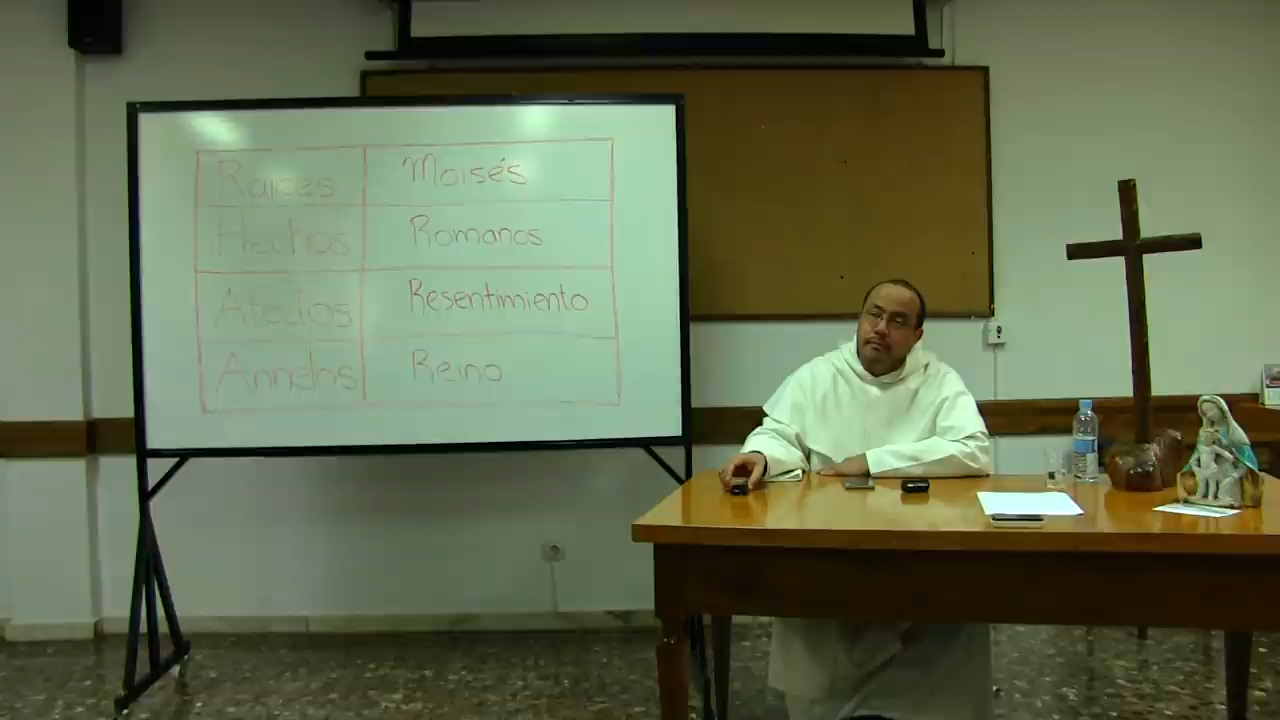 Raices Moisés
Hechos Romanos
Afectos Resentimiento
Anhelos Reino